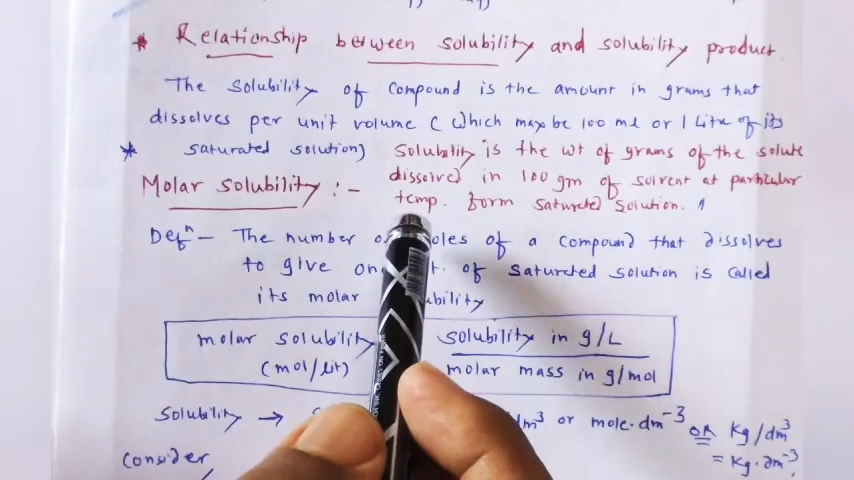 * Relationship between solubility and solubility product.
The solubility of compound is the amount in grams that
dissolves per unit volume ( which may be 100 ml or 1 Litre of its
* saturated solution) solubility is the wt of grams of the solute
dissolved in 100 gm of solvent at particular
temp. form saturated solution.
Molar solubility :-
Defn - The number moles of a compound that dissolves
to give of saturated solution is called
its molar
molar solubility solubility in g/L
(mol/lit) molar mass in g/mol
solubility → dm3 or mole.dm-3 OR Kg/dm3
= Kg.dm-3.
Consider